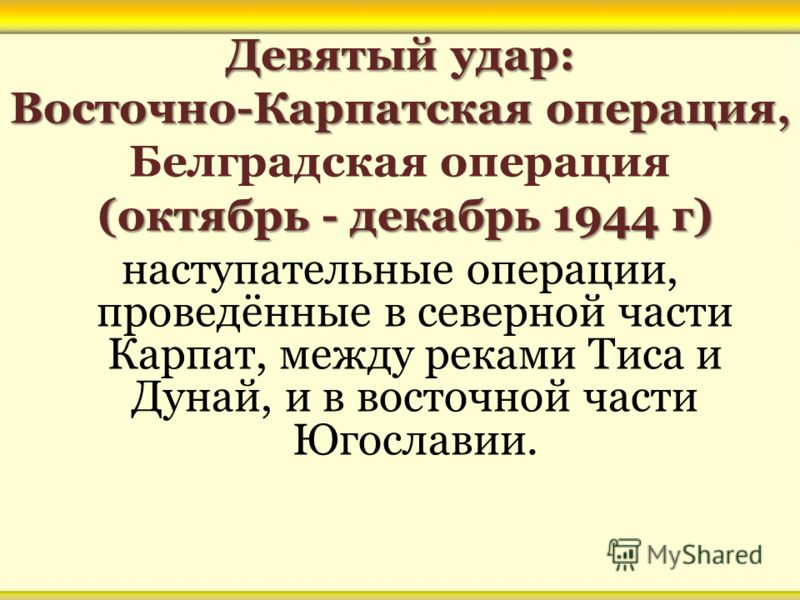 Девятый удар:
Восточно-Карпатская операция,
Белградская операция
(октябрь - декабрь 1944 г)
наступательные операции,
проведённые в северной части
Карпат, между реками Тиса и
Дунай, и в восточной части
Югославии.
MyShared